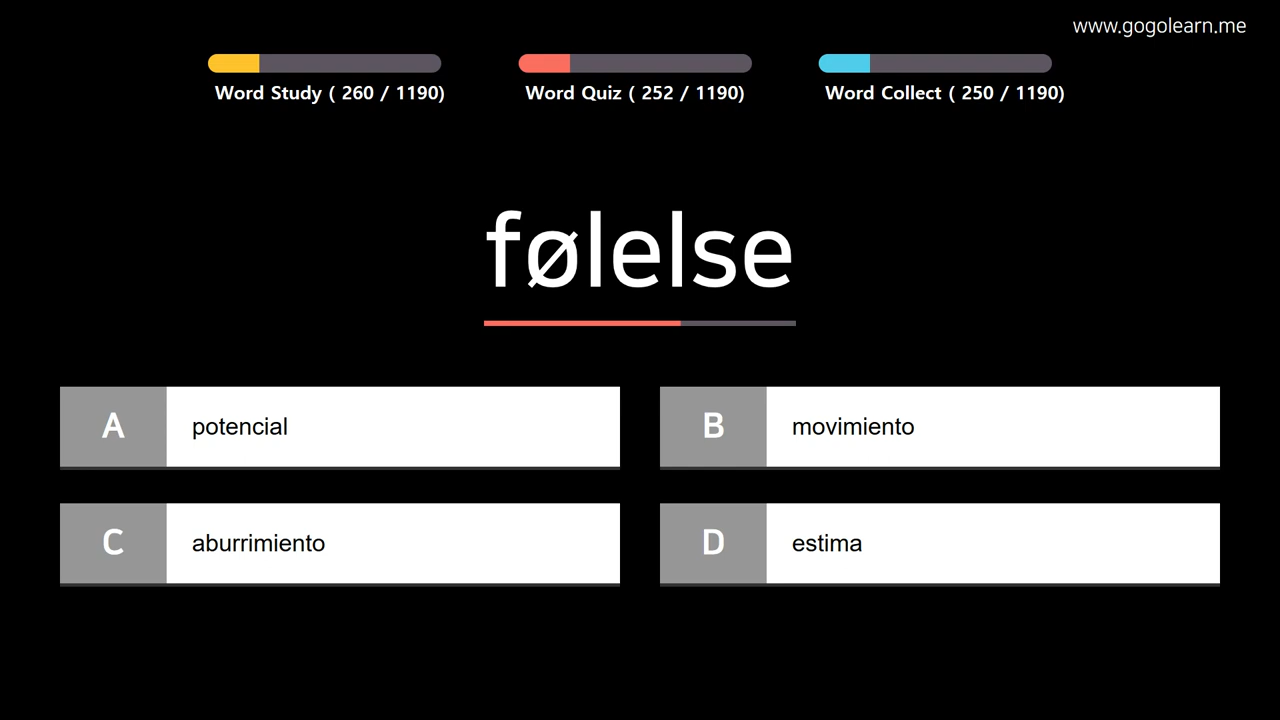 www.gogolearn.me
Word Study ( 260 / 1190)
Word Quiz ( 252 / 1190)
Word Collect ( 250 / 1190)
følelse
A potencial
B movimiento
C aburrimiento
D estima